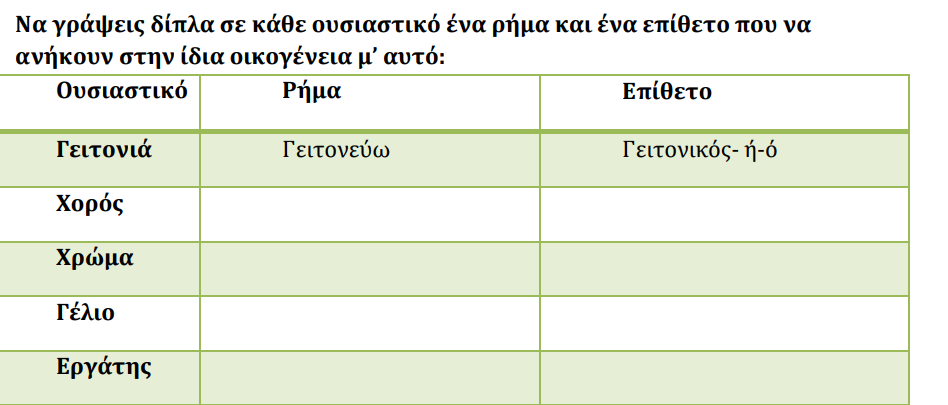 Να γράψεις δίπλα σε κάθε ουσιαστικό ένα ρήμα και ένα επίθετο που να
ανήκουν στην ίδια οικογένεια μ’ αυτό:
Ουσιαστικό Ρήμα Επίθετο
Γειτονιά Γειτονεύω Γειτονικός- ή-ό
Χορός
Χρώμα
Γέλιο
Εργάτης